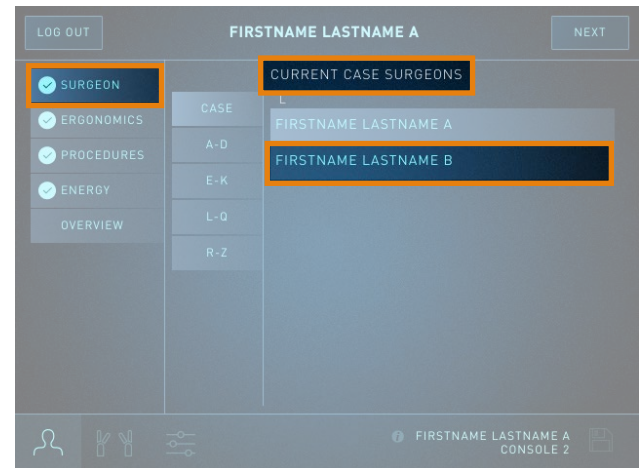 LOG OUT
FIRSTNAME LASTNAME A
NEXT
SURGEON
ERGONOMICS
PROCEDURES
ENERGY
OVERVIEW
CASE
A-D
E-K
L-Q
R-Z
CURRENT CASE SURGEONS
L
FIRSTNAME LASTNAME A
FIRSTNAME LASTNAME B
FIRSTNAME LASTNAME A
CONSOLE 2